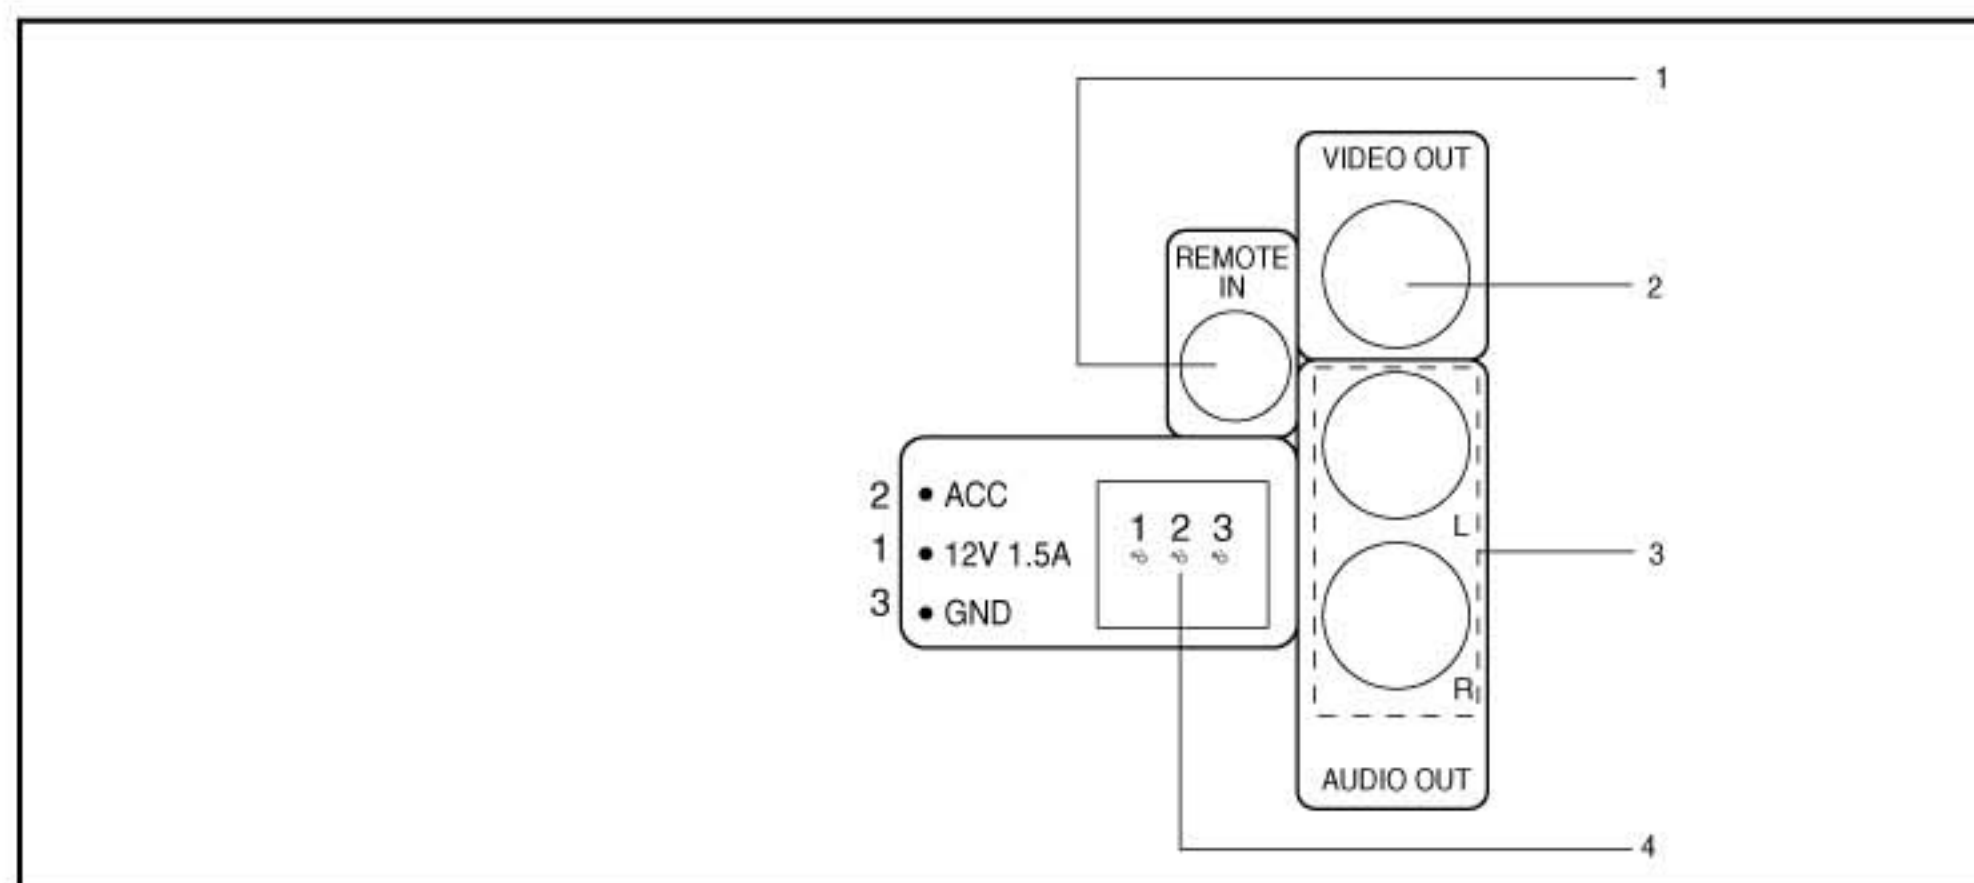 1
VIDEO OUT
REMOTE
IN
2
2 • ACC
1 • 12V 1.5A
3 • GND
1 2 3
L
3
R
AUDIO OUT
4